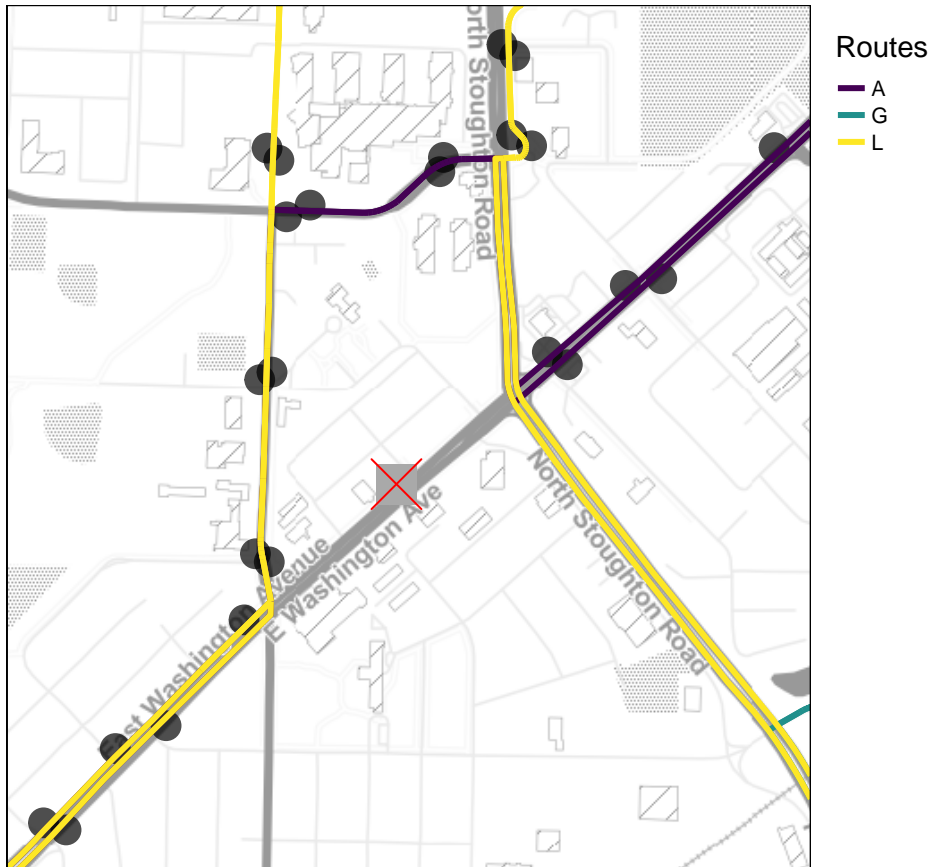 North Stoughton Road
Routes
A
G
L
North Stoughton Road
East Washington Avenue
E Washington Ave